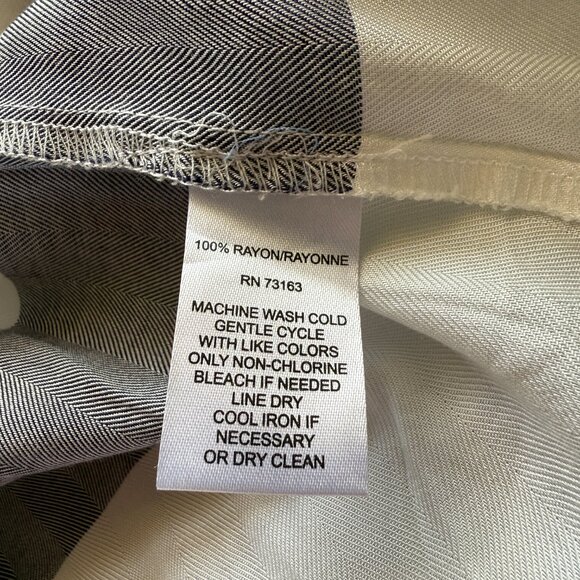 100% RAYON/RAYONNE
RN 73163
MACHINE WASH COLD
GENTLE CYCLE
WITH LIKE COLORS
ONLY NON-CHLORINE
BLEACH IF NEEDED
LINE DRY
COOL IRON IF
NECESSARY
OR DRY CLEAN